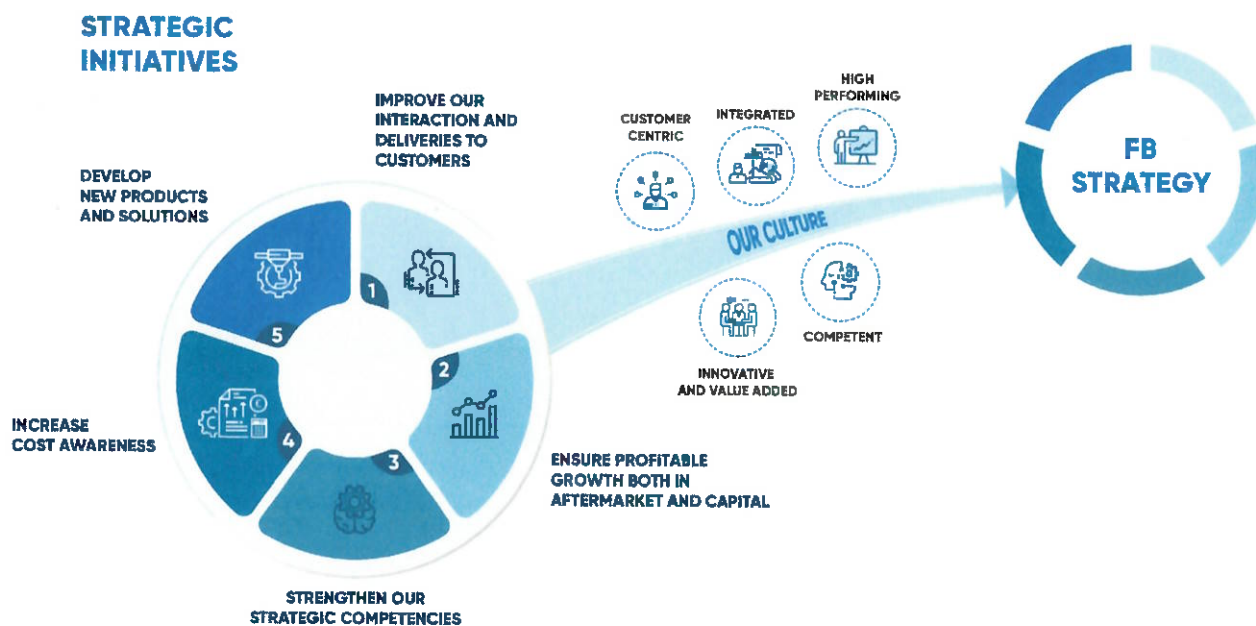 STRATEGIC
INITIATIVES
IMPROVE OUR
INTERACTION AND
DELIVERIES TO
CUSTOMERS
DEVELOP
NEW PRODUCTS
AND SOLUTIONS
INCREASE
COST AWARENESS
STRENGTHEN OUR
STRATEGIC COMPETENCIES
ENSURE PROFITABLE
GROWTH BOTH IN
AFTERMARKET AND CAPITAL
1
2
3
4
5
CUSTOMER
CENTRIC
INTEGRATED
HIGH
PERFORMING
OUR CULTURE
INNOVATIVE
AND VALUE ADDED
COMPETENT
FB
STRATEGY